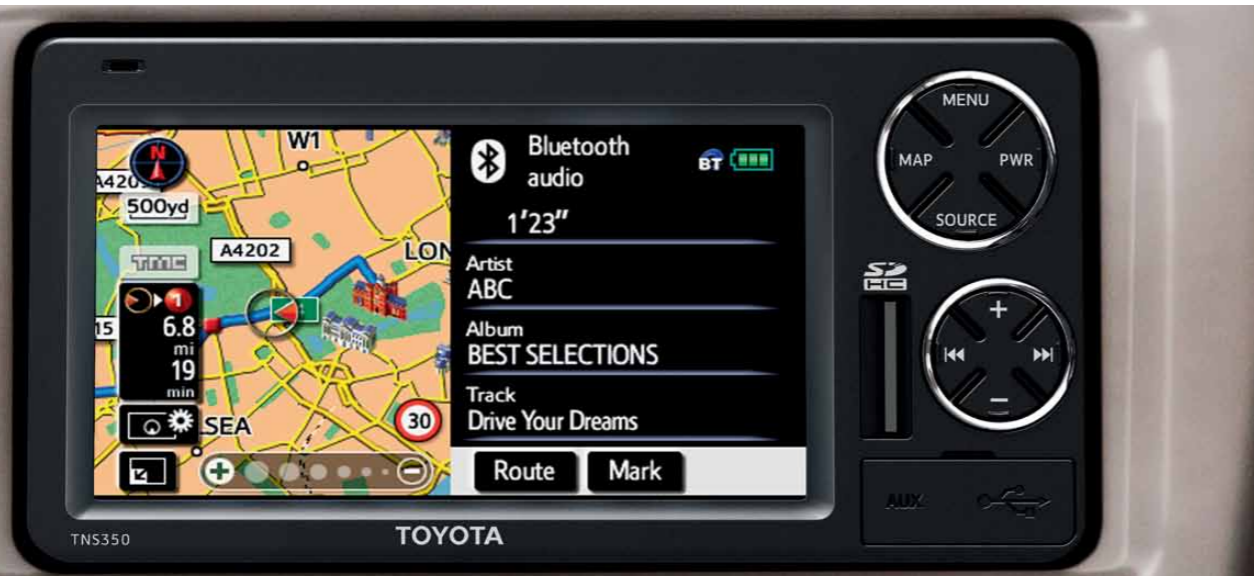 W1
A4202
500yd
A4202
TMC
LON
1
15
6.8
mi
19
min
SEA
30
Bluetooth
audio
BT
1'23"
Artist
ABC
Album
BEST SELECTIONS
Track
Drive Your Dreams
Route
Mark
N
MENU
MAP
PWR
SOURCE
SD
HC
+
−
AUX
TNS350
TOYOTA